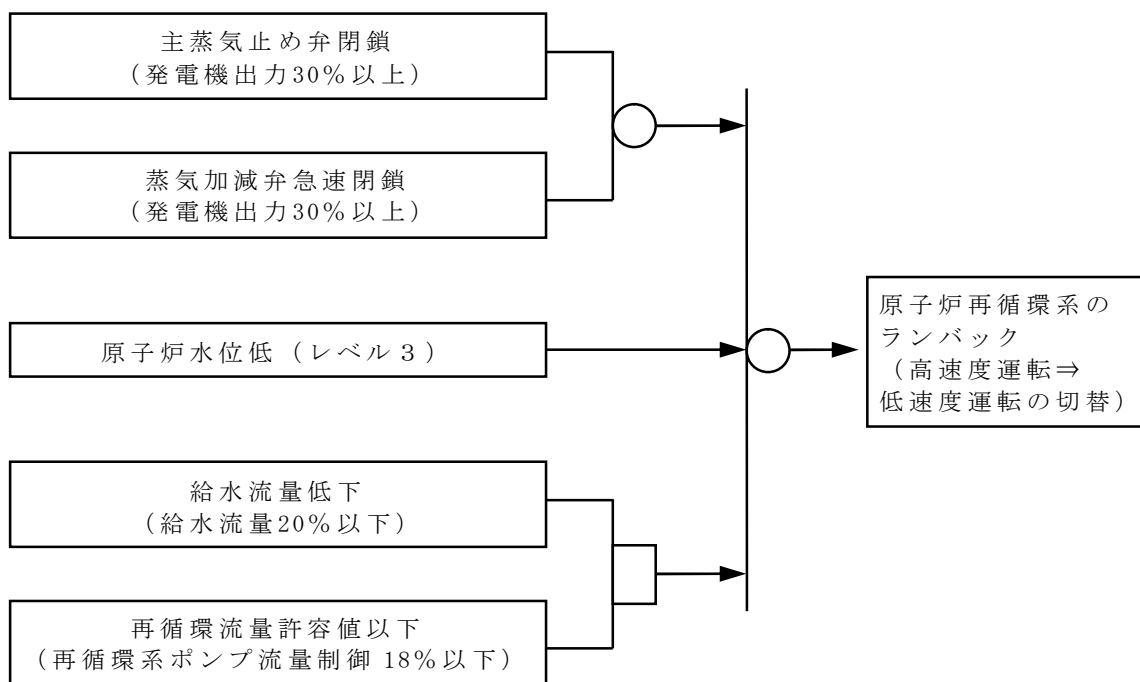 主蒸気止め弁閉鎖
（発電機出力30％以上）
蒸気加減弁急速閉鎖
（発電機出力30％以上）
原子炉水位低（レベル３）
給水流量低下
（給水流量20％以下）
再循環流量許容値以下
（再循環系ポンプ流量制御 18％以下）
原子炉再循環系の
ランバック
（高速度運転⇒
低速度運転の切替）